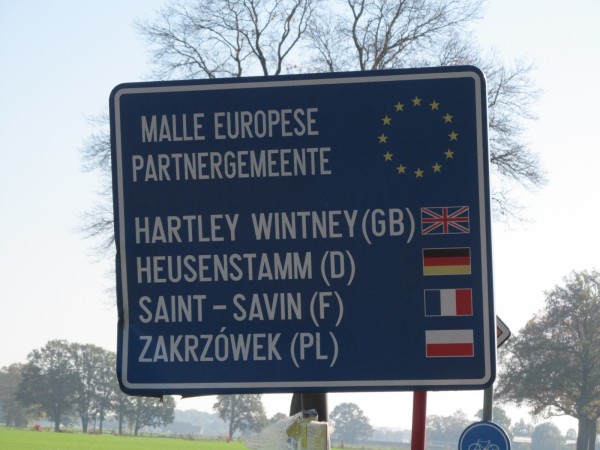 MALLE EUROPESE
PARTNERGEMEENTE
HARTLEY WINTNEY (GB)
HEUSENSTAMM (D)
SAINT-SAVIN (F)
ZAKRZÓWEK (PL)